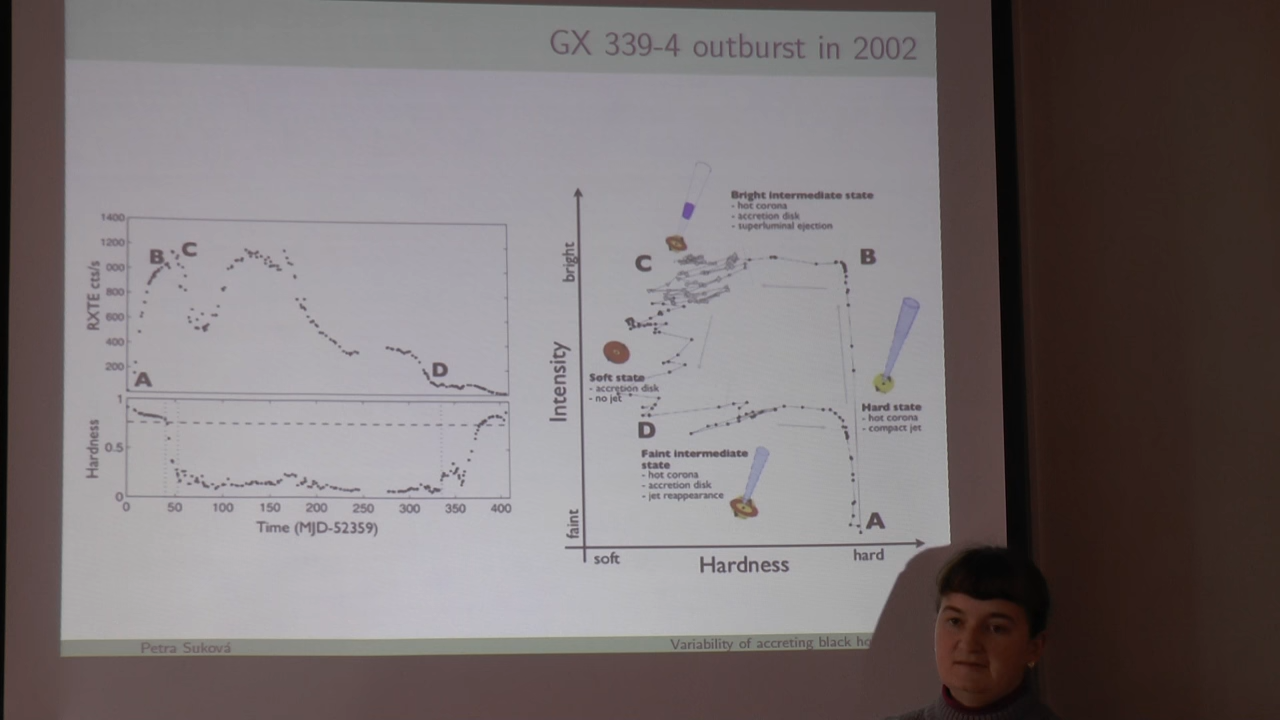 GX 339-4 outburst in 2002
1400
1200
000
800
600
400
200
RXTE cts/s
A
B
C
D
1
0.5
0
Hardness
0
50
100
150
200
250
300
350
400
Time (MJD-52359)
Bright intermediate state
- hot corona
- accretion disk
- superluminal ejection
bright
C
B
Intensity
Soft state
- accretion disk
- no jet
Hard state
- hot corona
- compact jet
D
Faint intermediate
state
- hot corona
- accretion disk
- jet reappearance
A
faint
soft
Hardness
hard
Petra Suková
Variability of accreting black ho